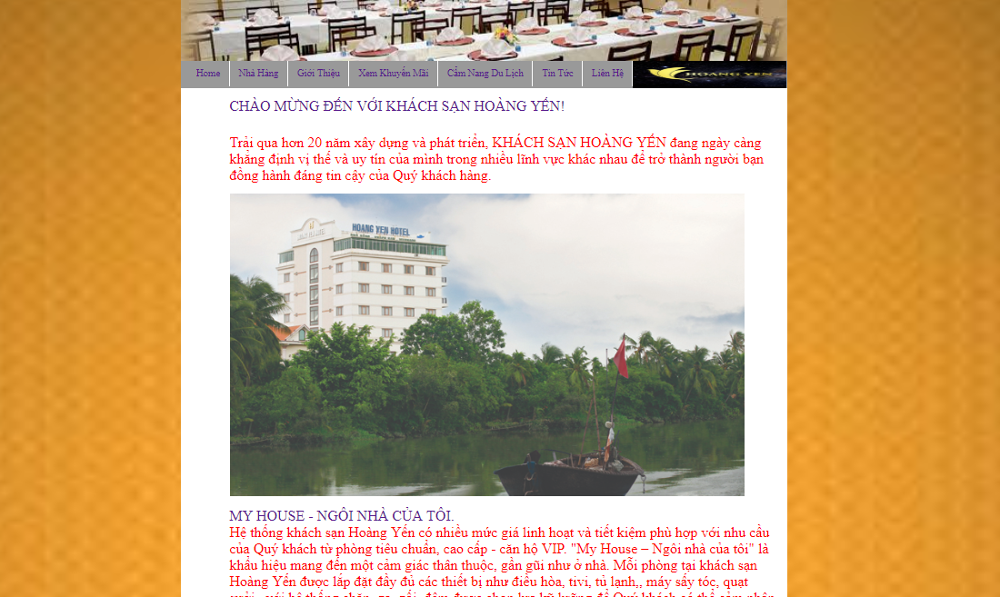 Home Nhà Hàng Giới Thiệu Xem Khuyến Mãi Cẩm Nang Du Lịch Tin Tức Liên Hệ HOANG YEN
CHÀO MỪNG ĐẾN VỚI KHÁCH SẠN HOÀNG YẾN!
Trải qua hơn 20 năm xây dựng và phát triển, KHÁCH SẠN HOÀNG YẾN đang ngày càng
khẳng định vị thế và uy tín của mình trong nhiều lĩnh vực khác nhau để trở thành người bạn
đồng hành đáng tin cậy của Quý khách hàng.
HOANG YEN HOTEL
MY HOUSE - NGÔI NHÀ CỦA TÔI.
Hệ thống khách sạn Hoàng Yến có nhiều mức giá linh hoạt và tiết kiệm phù hợp với nhu cầu
của Quý khách từ phòng tiêu chuẩn, cao cấp - căn hộ VIP. "My House – Ngôi nhà của tôi" là
khẩu hiệu mang đến một cảm giác thân thuộc, gần gũi như ở nhà. Mỗi phòng tại khách sạn
Hoàng Yến được lắp đặt đầy đủ các thiết bị như điều hòa, tivi, tủ lạnh,, máy sấy tóc, quạt